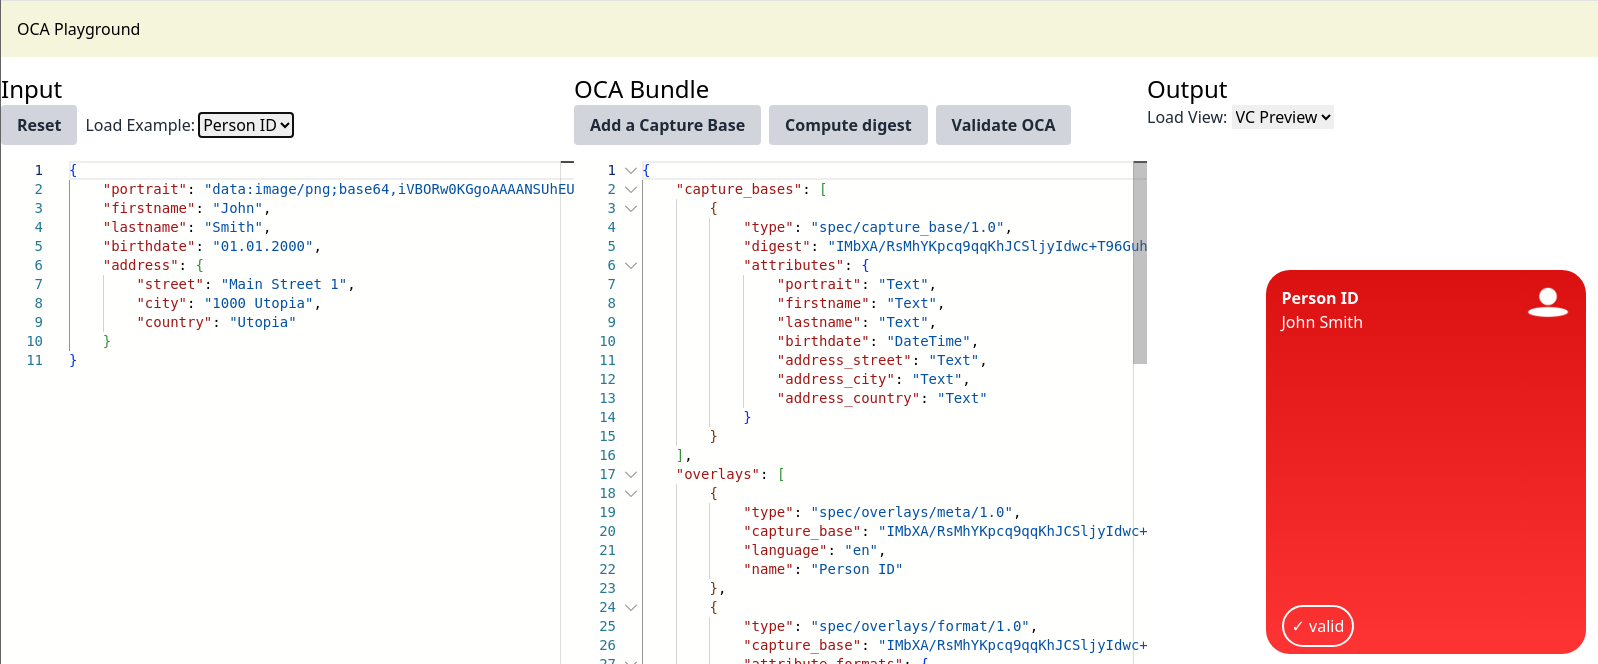 OCA Playground
Input
Reset
Load Example: Person ID
1 {
2 "portrait": "data:image/png;base64,iVBORw0KGgoAAAANSUhEU
3 "firstname": "John",
4 "lastname": "Smith",
5 "birthdate": "01.01.2000",
6 "address": {
7 "street": "Main Street 1",
8 "city": "1000 Utopia",
9 "country": "Utopia"
10 }
11 }
OCA Bundle
Add a Capture Base Compute digest Validate OCA
1 {
2 "capture_bases": [
3 {
4 "type": "spec/capture_base/1.0",
5 "digest": "IMbXA/RsMhYKpcq9qqKhJCSljyIdwc+T96Guh
6 "attributes": {
7 "portrait": "Text",
8 "firstname": "Text",
9 "lastname": "Text",
10 "birthdate": "DateTime",
11 "address_street": "Text",
12 "address_city": "Text",
13 "address_country": "Text"
14 }
15 }
16 ],
17 "overlays": [
18 {
19 "type": "spec/overlays/meta/1.0",
20 "capture_base": "IMbXA/RsMhYKpcq9qqKhJCSljyIdwc+
21 "language": "en",
22 "name": "Person ID"
23 },
24 {
25 "type": "spec/overlays/format/1.0",
26 "capture_base": "IMbXA/RsMhYKpcq9qqKhJCSljyIdwc+
27 "attribute_formats": {
Output
Load View: VC Preview
Person ID
John Smith
✓ valid